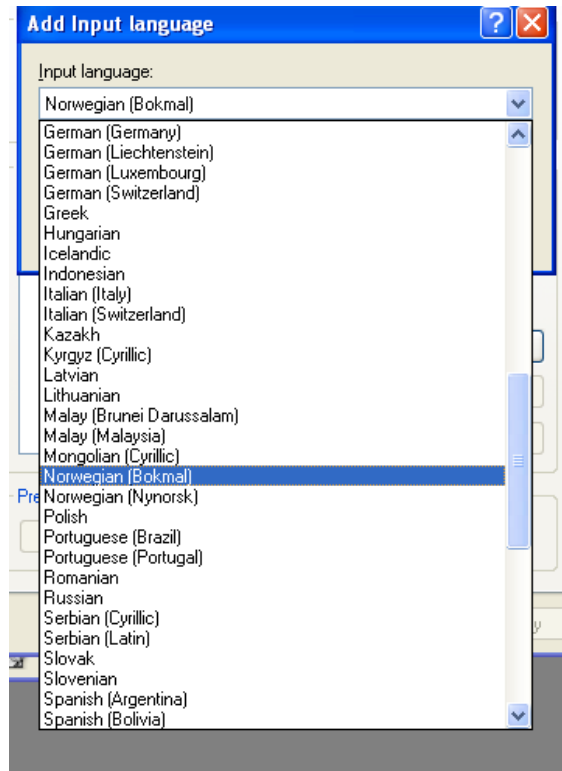 Add Input language
Input language:
Norwegian (Bokmal)
German (Germany)
German (Liechtenstein)
German (Luxembourg)
German (Switzerland)
Greek
Hungarian
Icelandic
Indonesian
Italian (Italy)
Italian (Switzerland)
Kazakh
Kyrgyz (Cyrillic)
Latvian
Lithuanian
Malay (Brunei Darussalam)
Malay (Malaysia)
Mongolian (Cyrillic)
Norwegian (Bokmal)
Norwegian (Nynorsk)
Polish
Portuguese (Brazil)
Portuguese (Portugal)
Romanian
Russian
Serbian (Cyrillic)
Serbian (Latin)
Slovak
Slovenian
Spanish (Argentina)
Spanish (Bolivia)